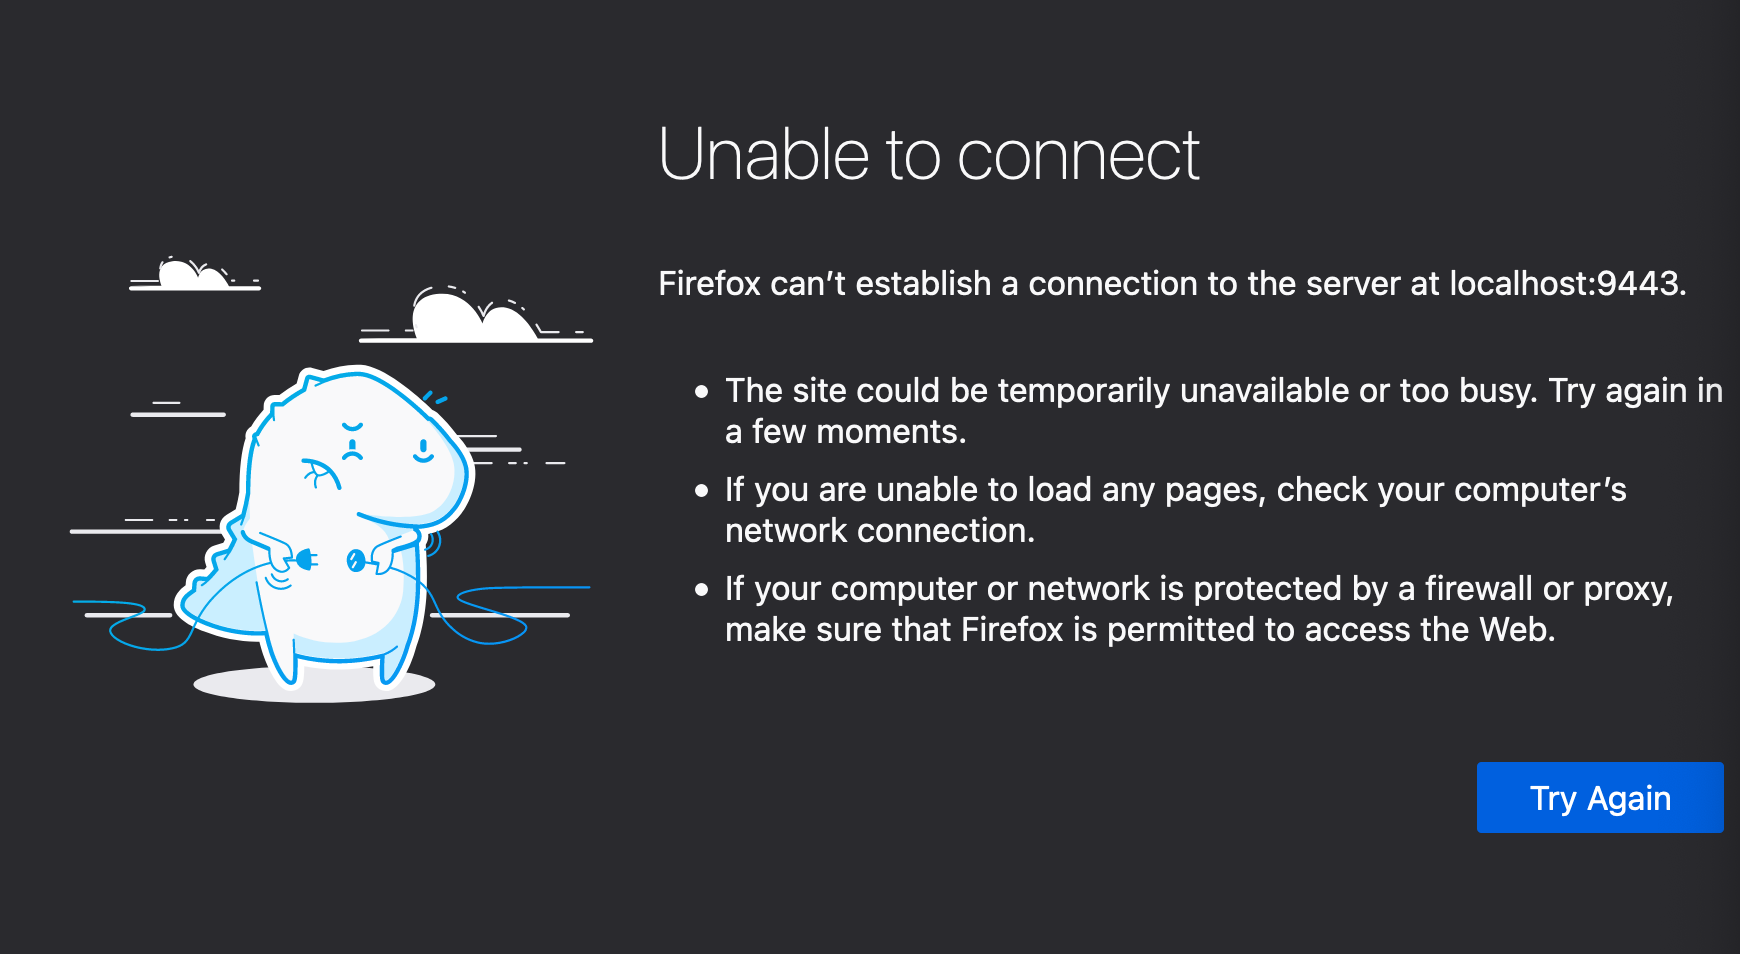 Unable to connect
Firefox can’t establish a connection to the server at localhost:9443.
• The site could be temporarily unavailable or too busy. Try again in
a few moments.
• If you are unable to load any pages, check your computer’s
network connection.
• If your computer or network is protected by a firewall or proxy,
make sure that Firefox is permitted to access the Web.
Try Again